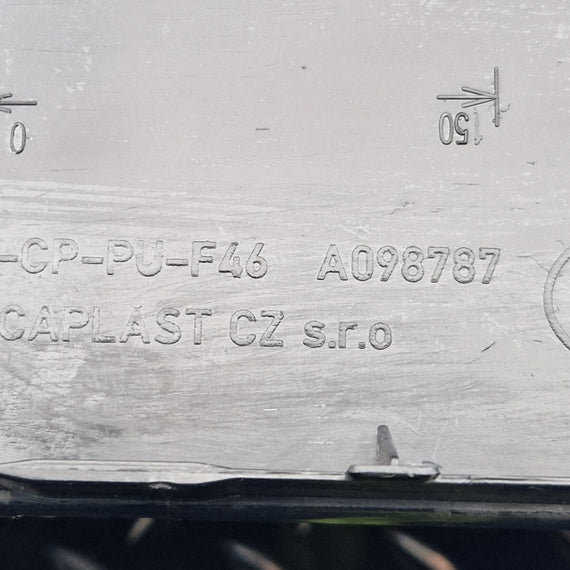 0
150
-CP-PU-F46 A098787
CAPLAST CZ s.r.o